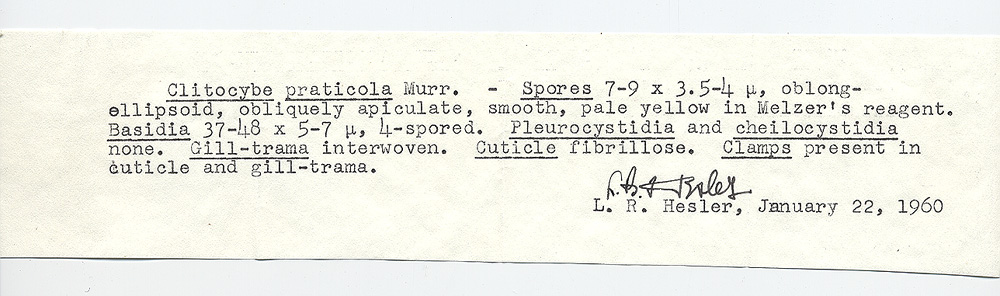 Clitocybe praticola Murr. - Spores 7-9 x 3.5-4 µ, oblong-
ellipsoid, obliquely apiculate, smooth, pale yellow in Melzer's reagent.
Basidia 37-48 x 5-7 µ, 4-spored. Pleurocystidia and cheilocystidia
none. Gill-trama interwoven. Cuticle fibrillose. Clamps present in
cuticle and gill-trama.
L. R. Hesler, January 22, 1960